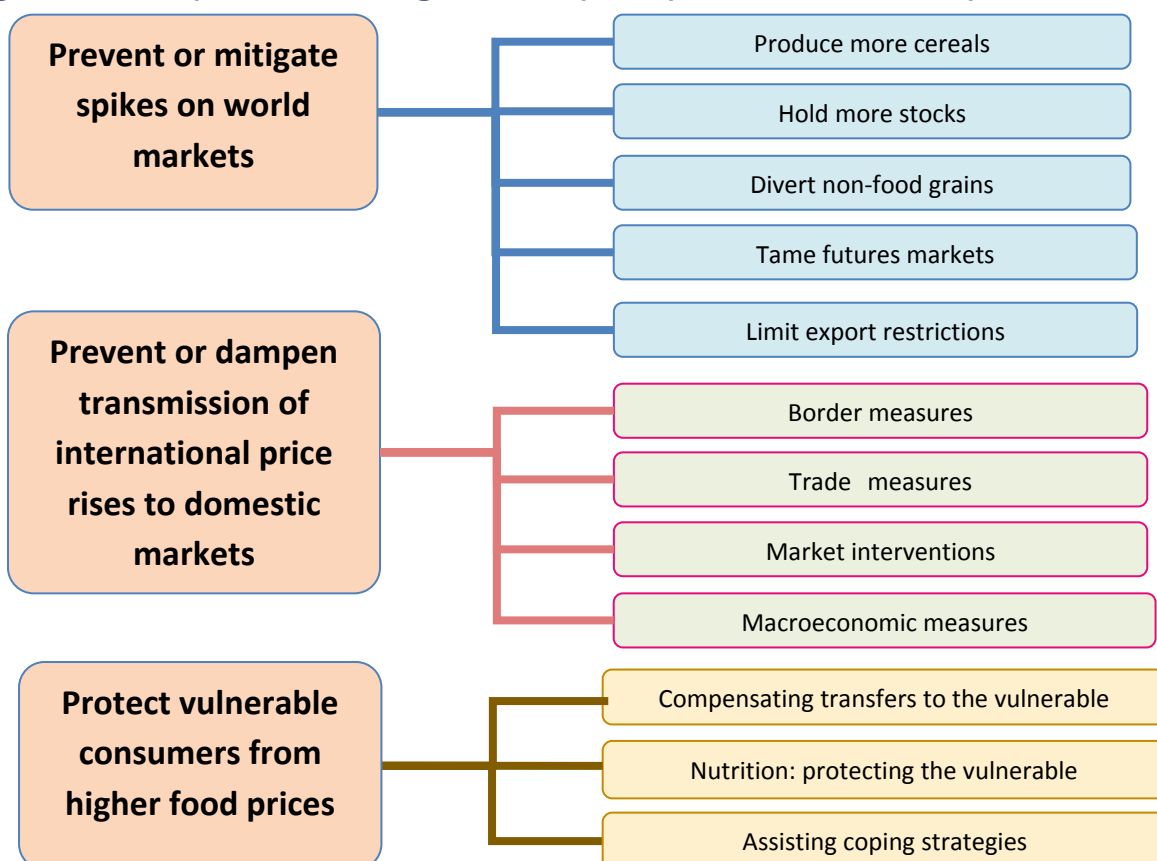 Prevent or mitigate
spikes on world
markets
Produce more cereals
Hold more stocks
Divert non-food grains
Tame futures markets
Limit export restrictions
Prevent or dampen
transmission of
international price
rises to domestic
markets
Border measures
Trade measures
Market interventions
Macroeconomic measures
Protect vulnerable
consumers from
higher food prices
Compensating transfers to the vulnerable
Nutrition: protecting the vulnerable
Assisting coping strategies